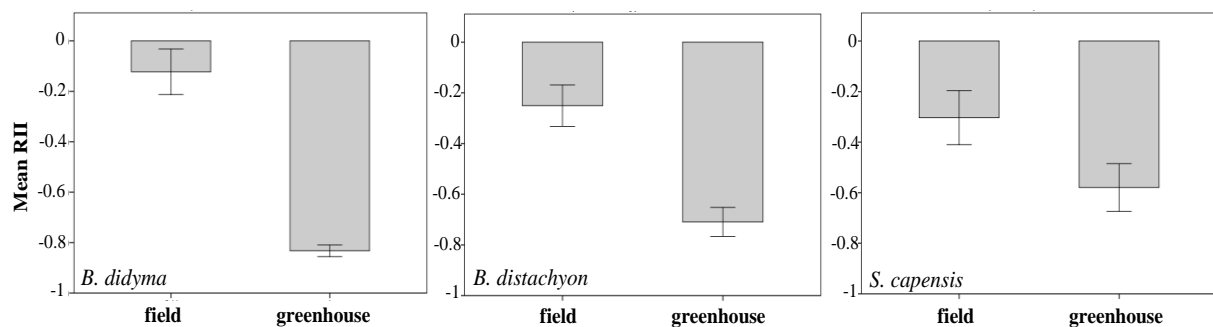 Mean RII
0
-0.2
-0.4
-0.6
-0.8
-1
B. didyma
field
greenhouse
0
-0.2
-0.4
-0.6
-0.8
-1
B. distachyon
field
greenhouse
0
-0.2
-0.4
-0.6
-0.8
-1
S. capensis
field
greenhouse